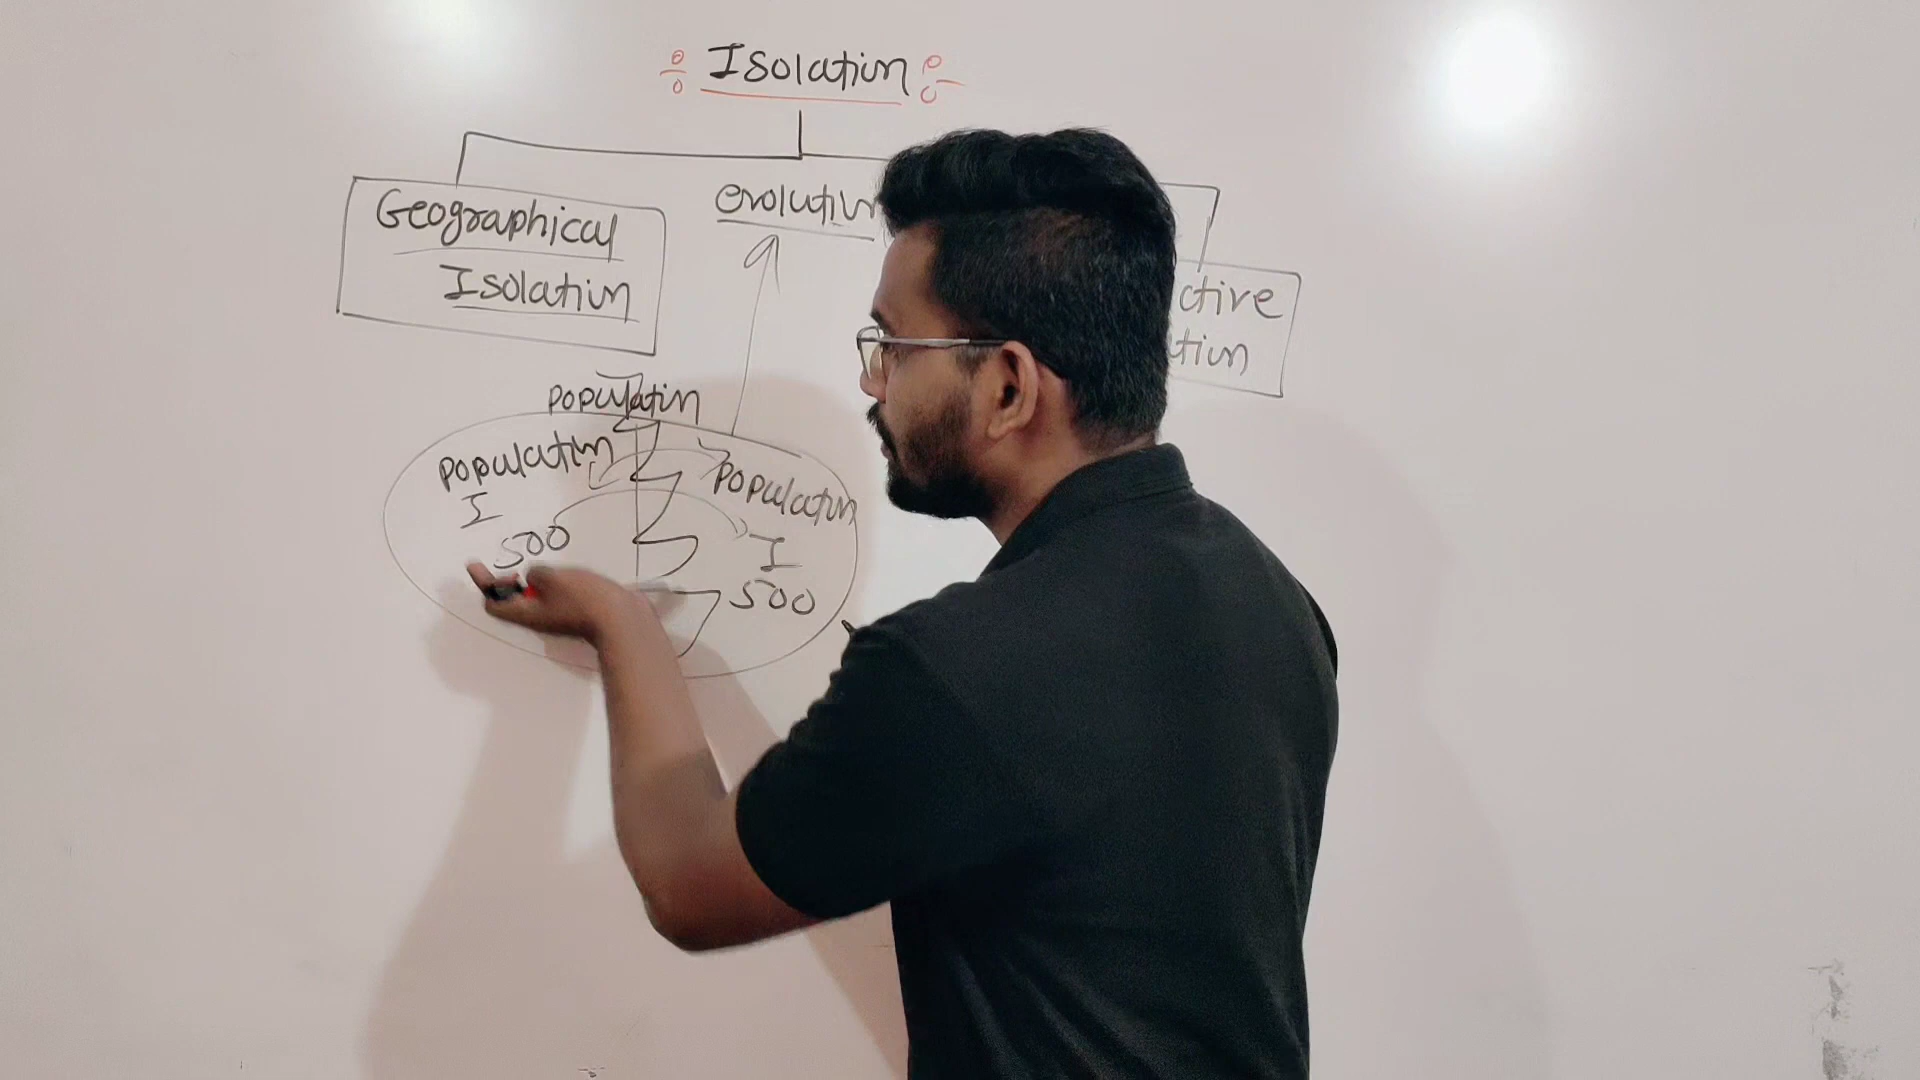 Isolation
Geographical
Isolation
evolution
ctive
tion
population
population
I
500
population
I
500